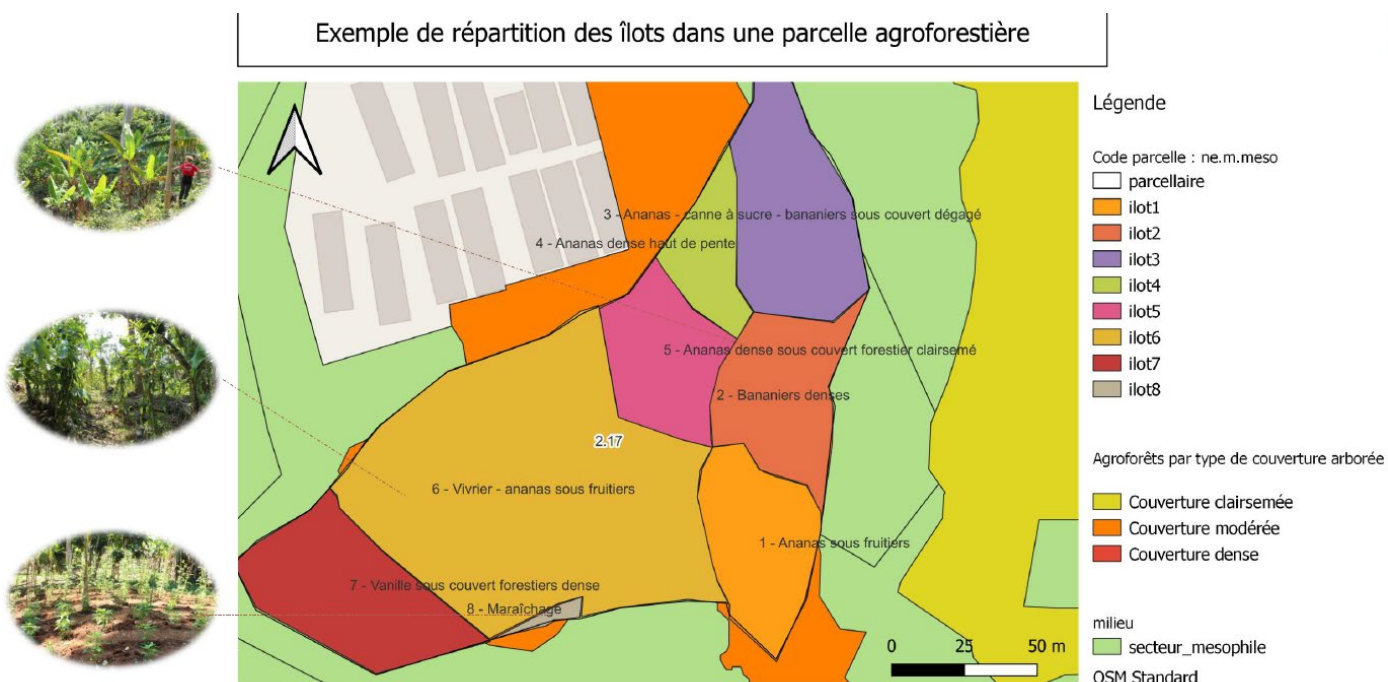 Exemple de répartition des îlots dans une parcelle agroforestière
3 - Ananas - canne à sucre - bananiers sous couvert dégagé
4 - Ananas dense haut de pente
5 - Ananas dense sous couvert forestier clairsemé
2 - Bananiers denses
2.17
6 - Vivrier - ananas sous fruitiers
1 - Ananas sous fruitiers
7 - Vanille sous couvert forestiers dense
8 - Maraîchage
0 25 50 m
Légende
Code parcelle : ne.m.meso
parcellaire
ilot1
ilot2
ilot3
ilot4
ilot5
ilot6
ilot7
ilot8
Agroforêts par type de couverture arborée
Couverture clairsemée
Couverture modérée
Couverture dense
milieu
secteur_mesophile
OSM Standard